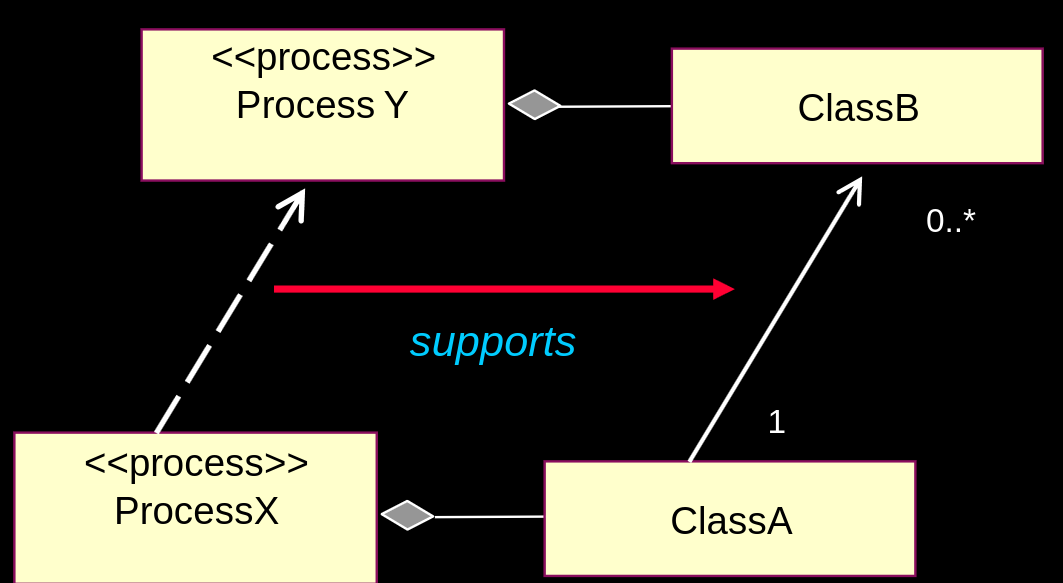 <<process>>
Process Y
ClassB
0..*
supports
1
<<process>>
ProcessX
ClassA